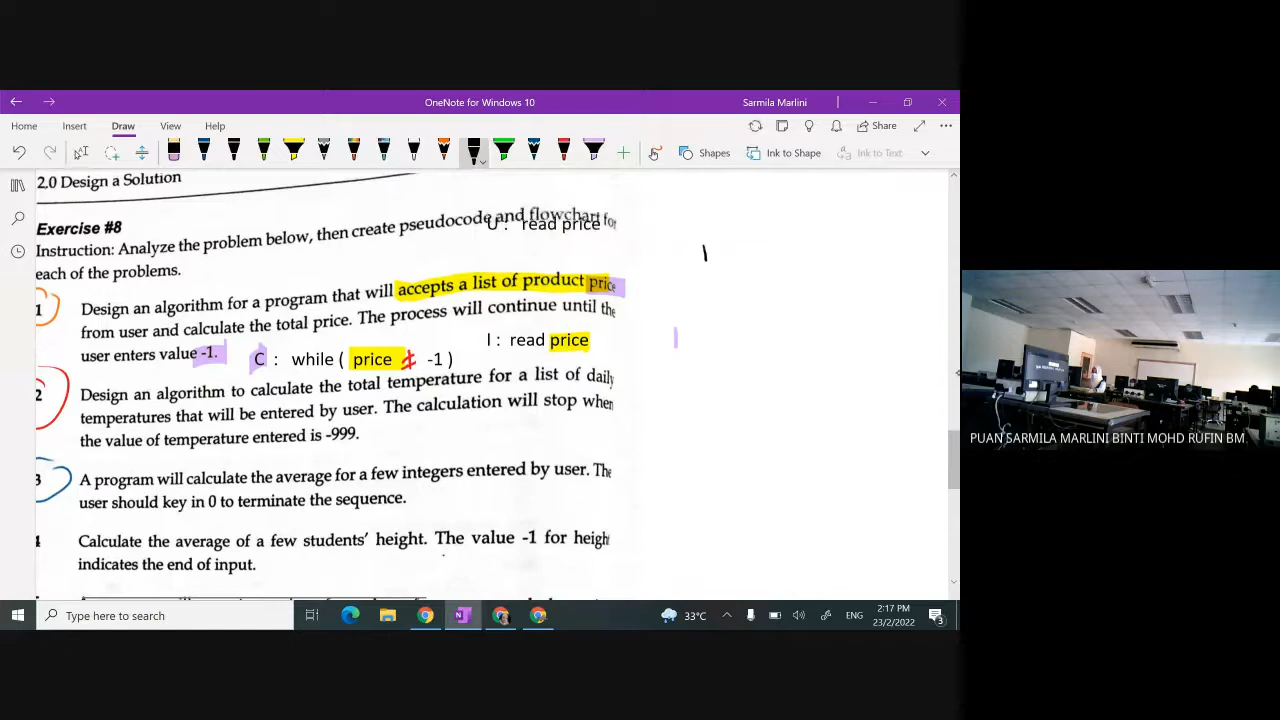 OneNote for Windows 10
Sarmila Marlini
Home Insert Draw View Help
Share
Shapes
Ink to Shape
Ink to Text
2.0 Design a Solution
Exercise #8
U : read price
Instruction: Analyze the problem below, then create pseudocode and flowchart for
each of the problems.
1 Design an algorithm for a program that will accepts a list of product price
from user and calculate the total price. The process will continue until the
user enters value -1.
I : read price
C : while ( price ≠ -1 )
2 Design an algorithm to calculate the total temperature for a list of daily
temperatures that will be entered by user. The calculation will stop when
the value of temperature entered is -999.
3 A program will calculate the average for a few integers entered by user. The
user should key in 0 to terminate the sequence.
4 Calculate the average of a few students' height. The value -1 for height
indicates the end of input.
Type here to search
33°C
ENG
2:17 PM
23/2/2022
3
PUAN SARMILA MARLINI BINTI MOHD RUFIN BM.